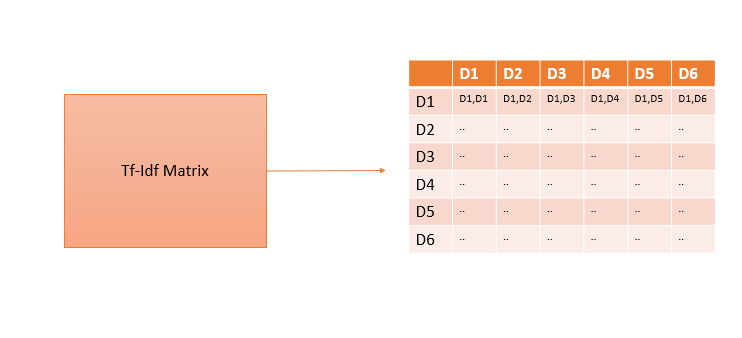 D1 D2 D3 D4 D5 D6
D1 D1,D1 D1,D2 D1,D3 D1,D4 D1,D5 D1,D6
D2 .. .. .. .. .. ..
D3 .. .. .. .. .. ..
Tf-Idf Matrix
D4 .. .. .. .. .. ..
D5 .. .. .. .. .. ..
D6 .. .. .. .. .. ..